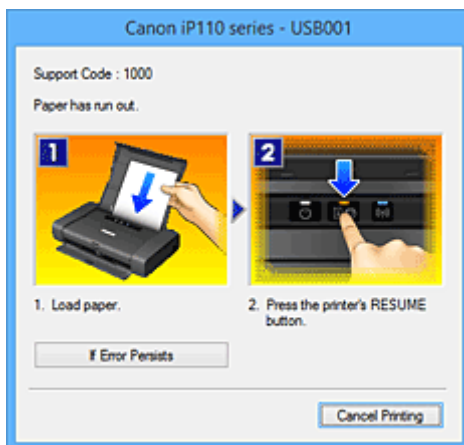 Canon iP110 series - USB001
Support Code : 1000
Paper has run out.
1
2
1. Load paper.
2. Press the printer's RESUME
button.
If Error Persists
Cancel Printing